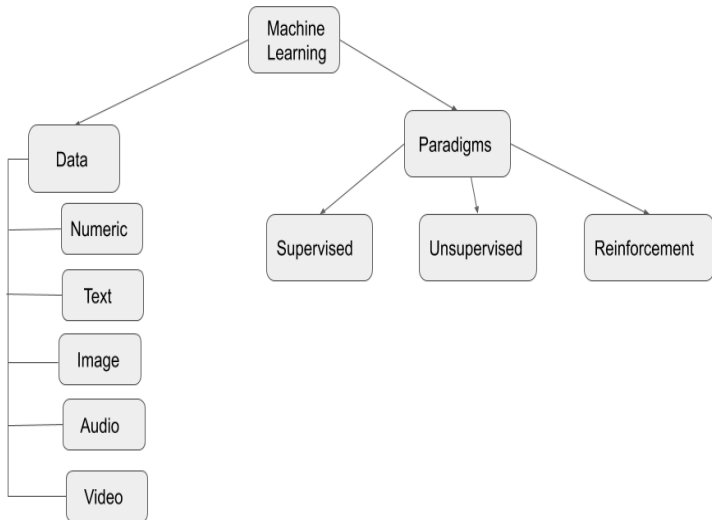 Machine
Learning
Data
Paradigms
Numeric
Text
Image
Audio
Video
Supervised
Unsupervised
Reinforcement